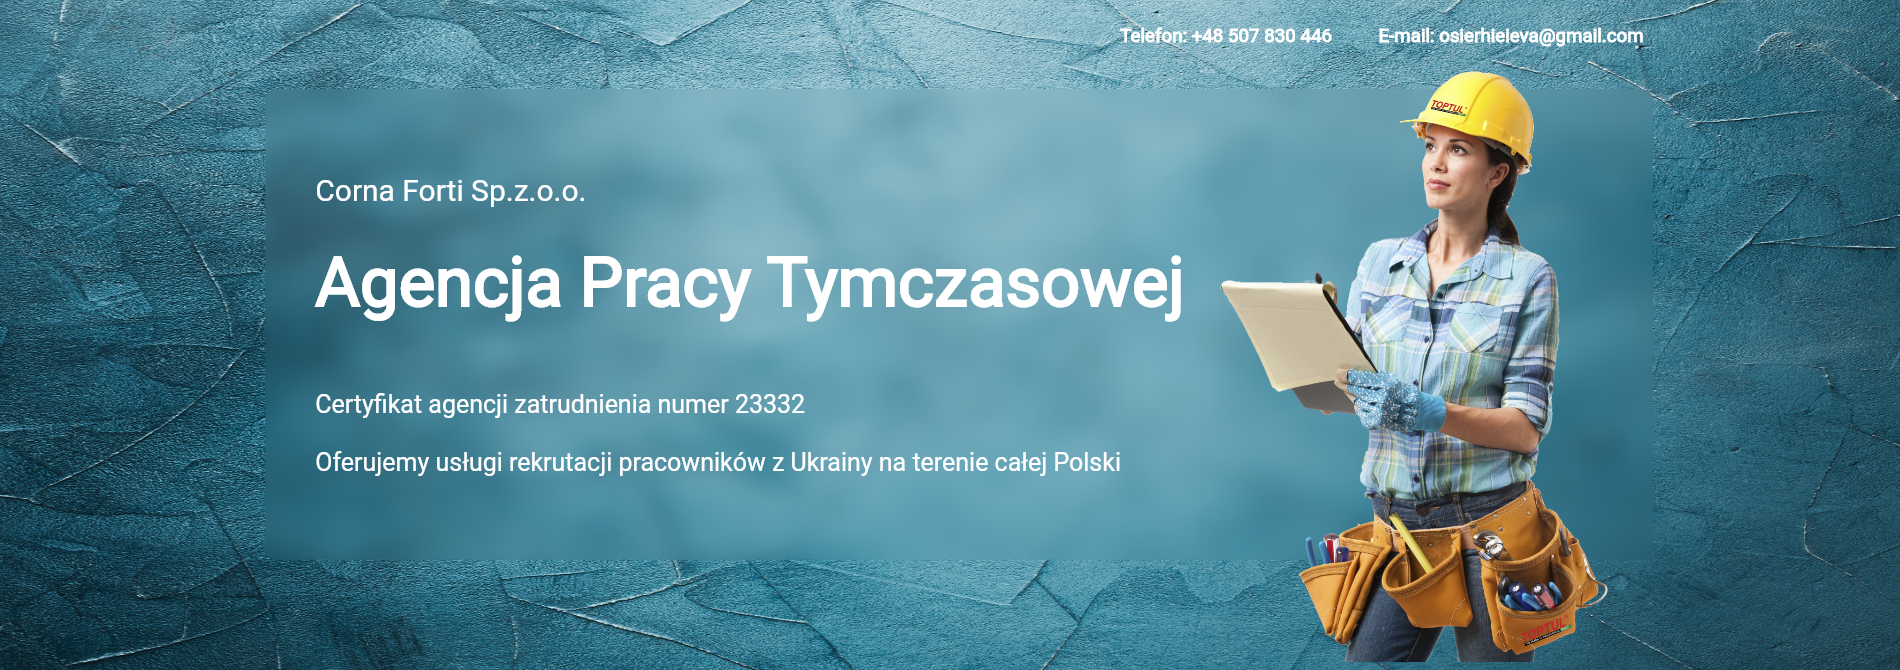 Telefon: +48 507 830 446 E-mail: osierhieieva@gmail.com
TOPTUL
Corna Forti Sp.z.o.o.
Agencja Pracy Tymczasowej
Certyfikat agencji zatrudnienia numer 23332
Oferujemy usługi rekrutacji pracowników z Ukrainy na terenie całej Polski
TOPTUL